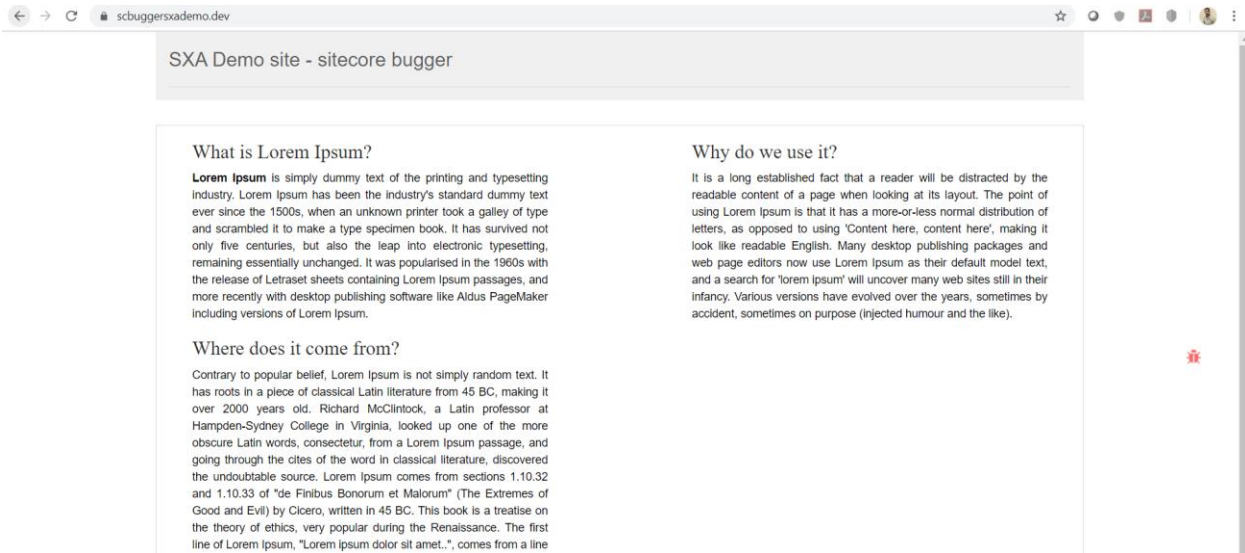 scbuggersxademo.dev
SXA Demo site - sitecore bugger
What is Lorem Ipsum?
Lorem Ipsum is simply dummy text of the printing and typesetting
industry. Lorem Ipsum has been the industry's standard dummy text
ever since the 1500s, when an unknown printer took a galley of type
and scrambled it to make a type specimen book. It has survived not
only five centuries, but also the leap into electronic typesetting,
remaining essentially unchanged. It was popularised in the 1960s with
the release of Letraset sheets containing Lorem Ipsum passages, and
more recently with desktop publishing software like Aldus PageMaker
including versions of Lorem Ipsum.
Where does it come from?
Contrary to popular belief, Lorem Ipsum is not simply random text. It
has roots in a piece of classical Latin literature from 45 BC, making it
over 2000 years old. Richard McClintock, a Latin professor at
Hampden-Sydney College in Virginia, looked up one of the more
obscure Latin words, consectetur, from a Lorem Ipsum passage, and
going through the cites of the word in classical literature, discovered
the undoubtable source. Lorem Ipsum comes from sections 1.10.32
and 1.10.33 of "de Finibus Bonorum et Malorum" (The Extremes of
Good and Evil) by Cicero, written in 45 BC. This book is a treatise on
the theory of ethics, very popular during the Renaissance. The first
line of Lorem Ipsum, "Lorem ipsum dolor sit amet..", comes from a line
Why do we use it?
It is a long established fact that a reader will be distracted by the
readable content of a page when looking at its layout. The point of
using Lorem Ipsum is that it has a more-or-less normal distribution of
letters, as opposed to using 'Content here, content here', making it
look like readable English. Many desktop publishing packages and
web page editors now use Lorem Ipsum as their default model text,
and a search for 'lorem ipsum' will uncover many web sites still in their
infancy. Various versions have evolved over the years, sometimes by
accident, sometimes on purpose (injected humour and the like).